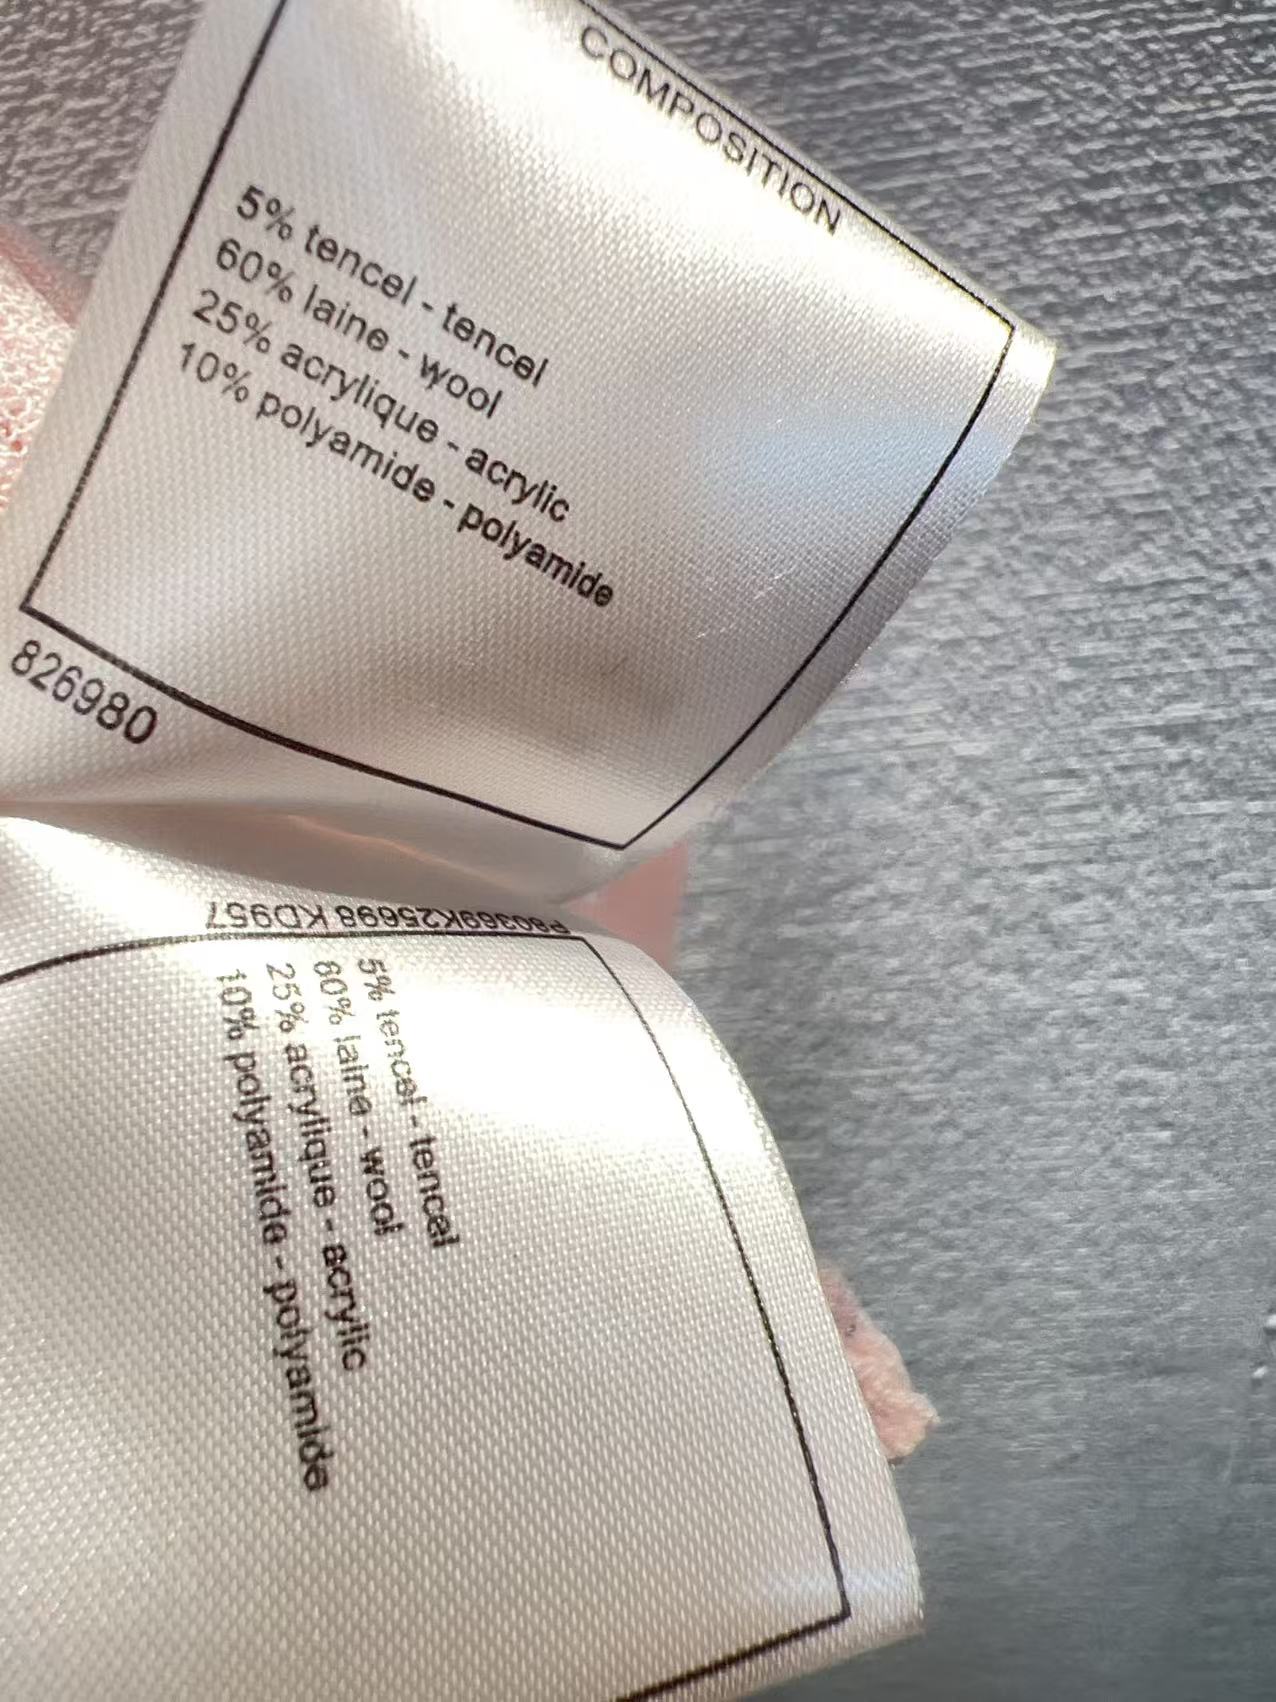 COMPOSITION
5% tencel - tencel
60% laine - wool
25% acrylique - acrylic
10% polyamide - polyamide
826980
P80369K25698 KD957
5% tencel - tencel
60% laine - wool
25% acrylique - acrylic
10% polyamide - polyamide